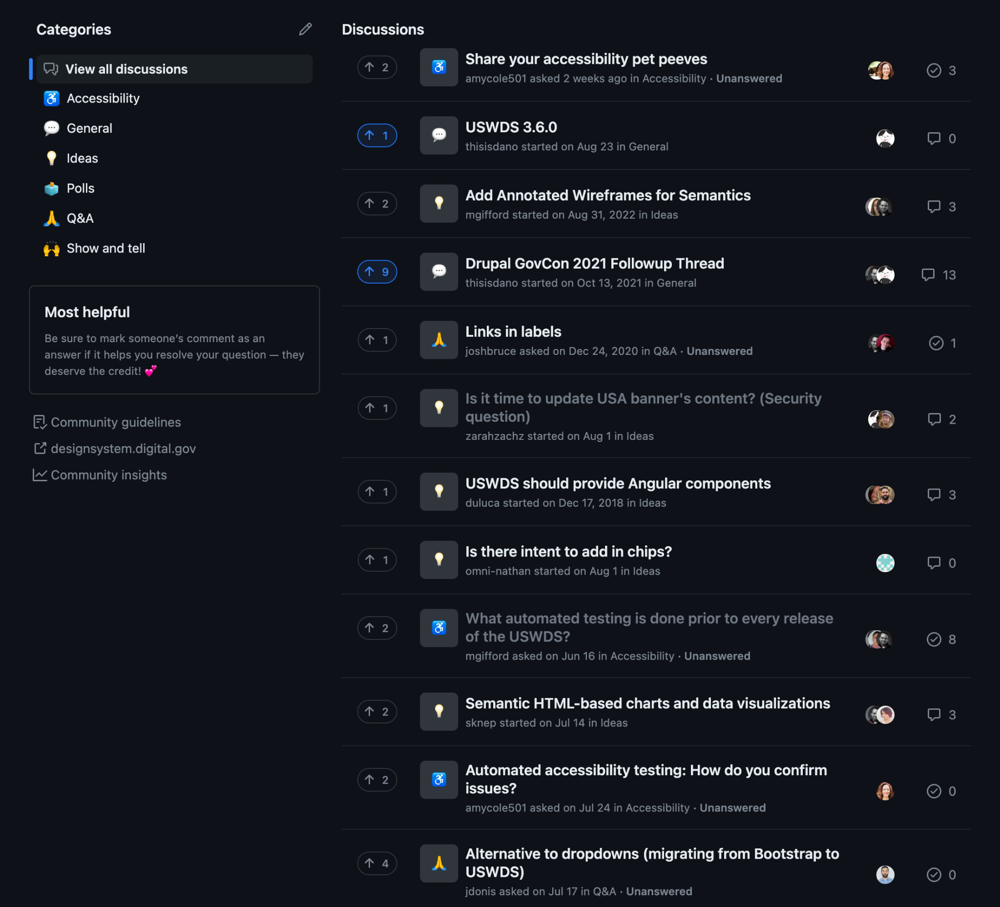 Categories
View all discussions
Accessibility
General
Ideas
Polls
Q&A
Show and tell
Most helpful
Be sure to mark someone’s comment as an
answer if it helps you resolve your question — they
deserve the credit! 💕
Community guidelines
designsystem.digital.gov
Community insights
Discussions
2
Share your accessibility pet peeves
amycole501 asked 2 weeks ago in Accessibility · Unanswered
3
1
USWDS 3.6.0
thisisdano started on Aug 23 in General
0
2
Add Annotated Wireframes for Semantics
mgifford started on Aug 31, 2022 in Ideas
3
9
Drupal GovCon 2021 Followup Thread
thisisdano started on Oct 13, 2021 in General
13
1
Links in labels
joshbruce asked on Dec 24, 2020 in Q&A · Unanswered
1
1
Is it time to update USA banner's content? (Security
question)
zarahzachz started on Aug 1 in Ideas
2
1
USWDS should provide Angular components
duluca started on Dec 17, 2018 in Ideas
3
1
Is there intent to add in chips?
omni-nathan started on Aug 1 in Ideas
0
2
What automated testing is done prior to every release
of the USWDS?
mgifford asked on Jun 16 in Accessibility · Unanswered
8
2
Semantic HTML-based charts and data visualizations
sknep started on Jul 14 in Ideas
3
2
Automated accessibility testing: How do you confirm
issues?
amycole501 asked on Jul 24 in Accessibility · Unanswered
0
4
Alternative to dropdowns (migrating from Bootstrap to
USWDS)
jdonis asked on Jul 17 in Q&A · Unanswered
0